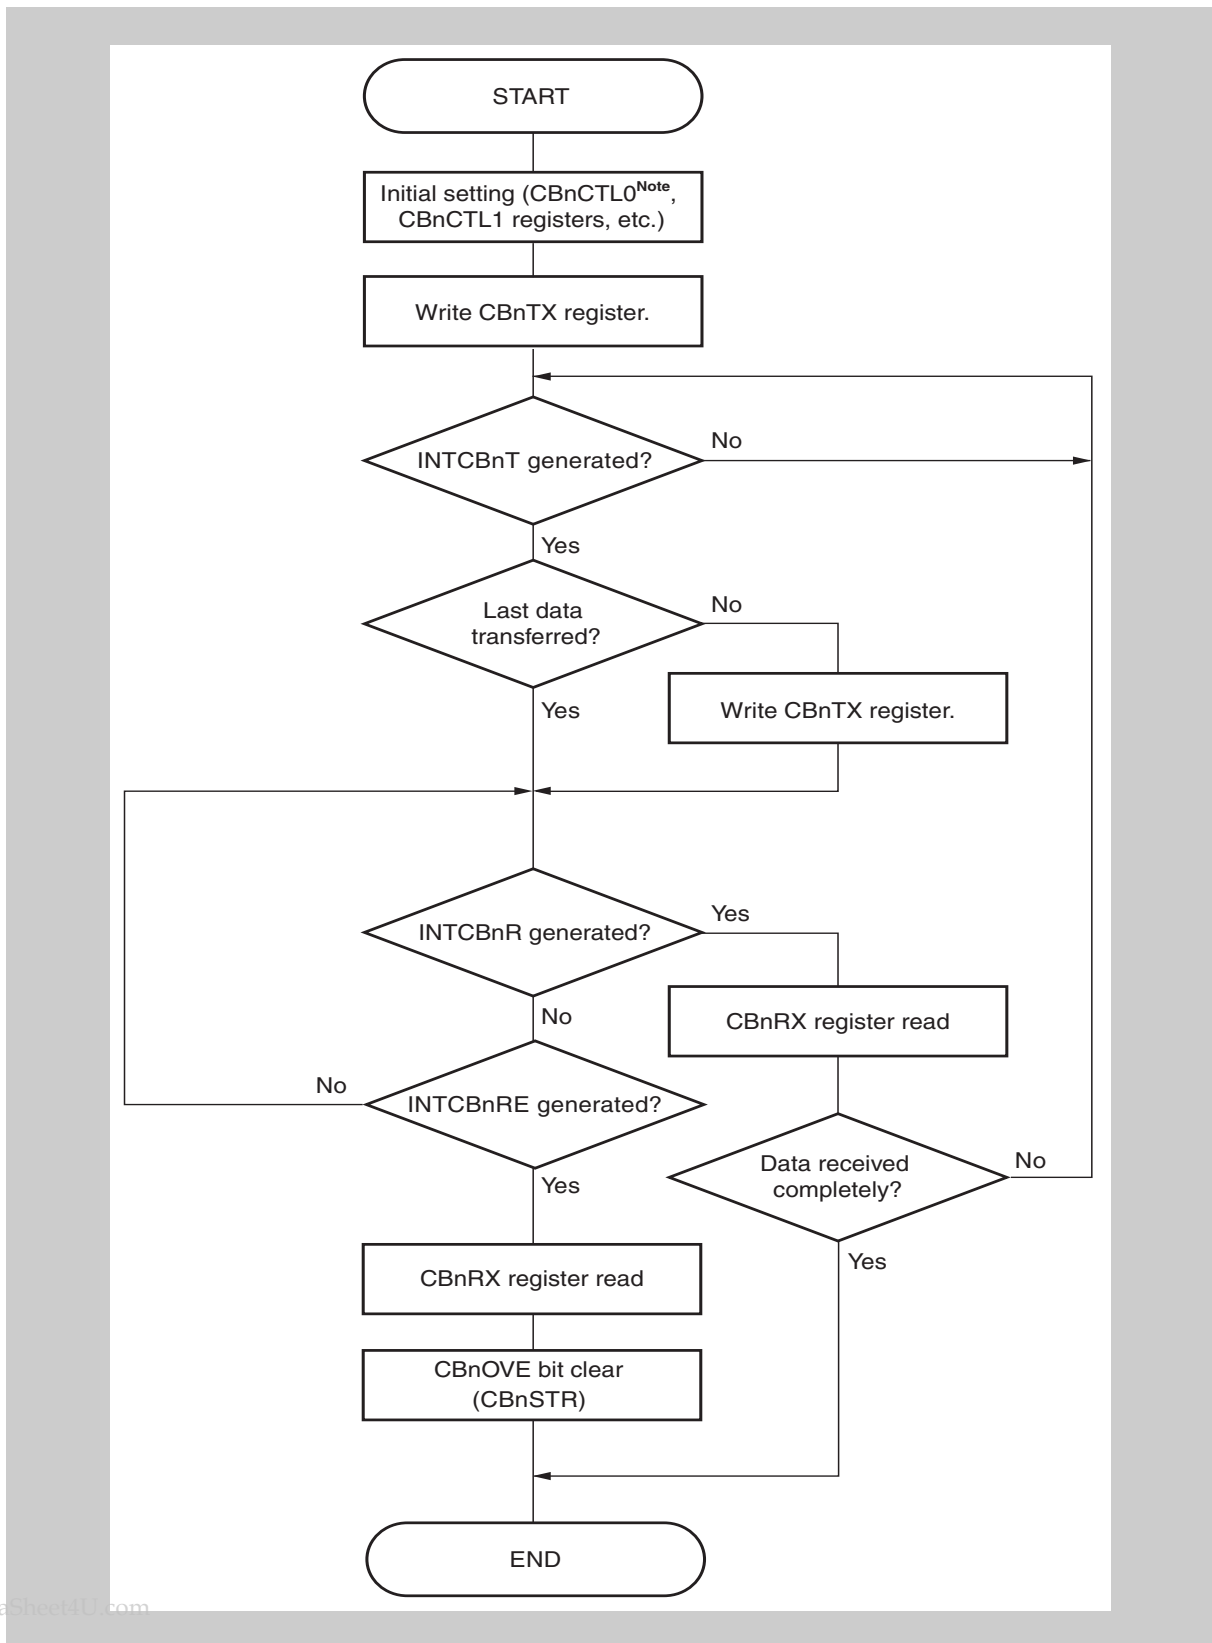 START
Initial setting (CBnCTL0Note,
CBnCTL1 registers, etc.)
Write CBnTX register.
INTCBnT generated?
No
Yes
Last data
transferred?
No
Write CBnTX register.
Yes
INTCBnR generated?
Yes
No
CBnRX register read
INTCBnRE generated?
No
Data received
completely?
No
Yes
Yes
CBnRX register read
CBnOVE bit clear
(CBnSTR)
END
aSheet4U.com